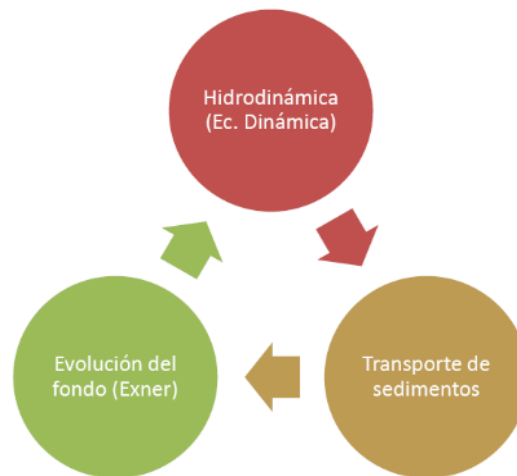 Hidrodinámica
(Ec. Dinámica)
Transporte de
sedimentos
Evolución del
fondo (Exner)